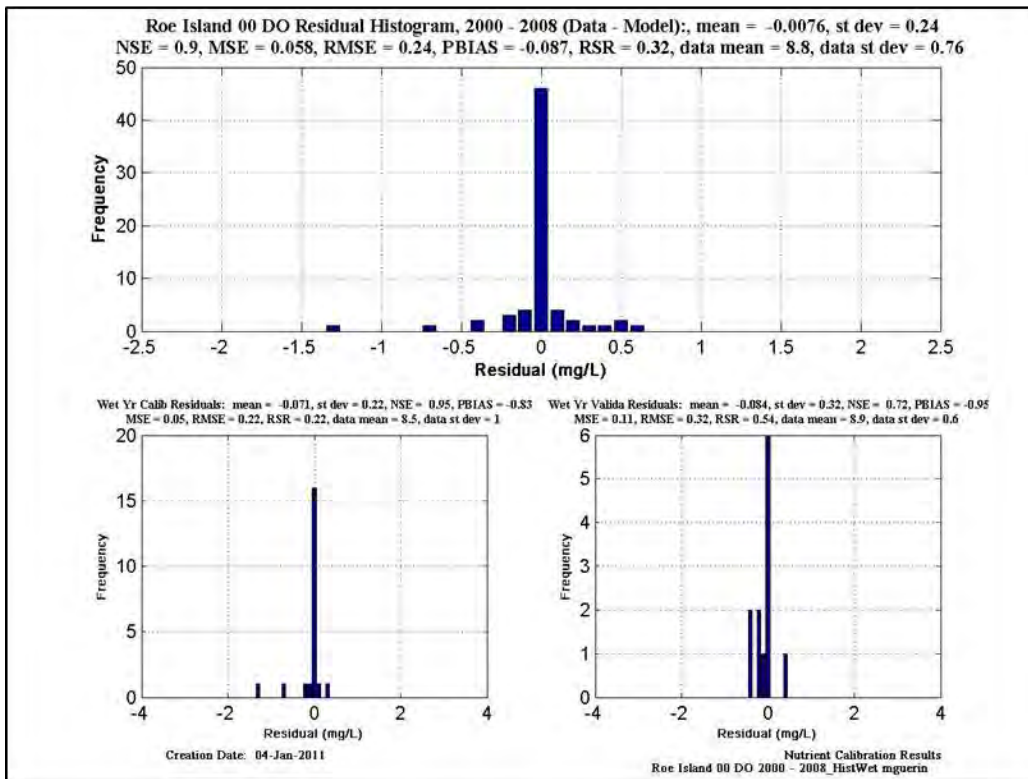 Roe Island 00 DO Residual Histogram, 2000 - 2008 (Data - Model):, mean = -0.0076, st dev = 0.24
NSE = 0.9, MSE = 0.058, RMSE = 0.24, PBIAS = -0.087, RSR = 0.32, data mean = 8.8, data st dev = 0.76
50
40
30
20
10
0
Frequency
-2.5 -2 -1.5 -1 -0.5 0 0.5 1 1.5 2 2.5
Residual (mg/L)
Wet Yr Calib Residuals: mean = -0.071, st dev = 0.22, NSE = 0.95, PBIAS = -0.83
MSE = 0.05, RMSE = 0.22, RSR = 0.22, data mean = 8.5, data st dev = 1
20
15
10
5
0
Frequency
-4 -2 0 2 4
Residual (mg/L)
Wet Yr Valida Residuals: mean = -0.084, st dev = 0.32, NSE = 0.72, PBIAS = -0.95
MSE = 0.11, RMSE = 0.32, RSR = 0.54, data mean = 8.9, data st dev = 0.6
6
5
4
3
2
1
0
Frequency
-4 -2 0 2 4
Residual (mg/L)
Creation Date: 04-Jan-2011
Nutrient Calibration Results
Roe Island 00 DO 2000 - 2008_HistWet mguerin